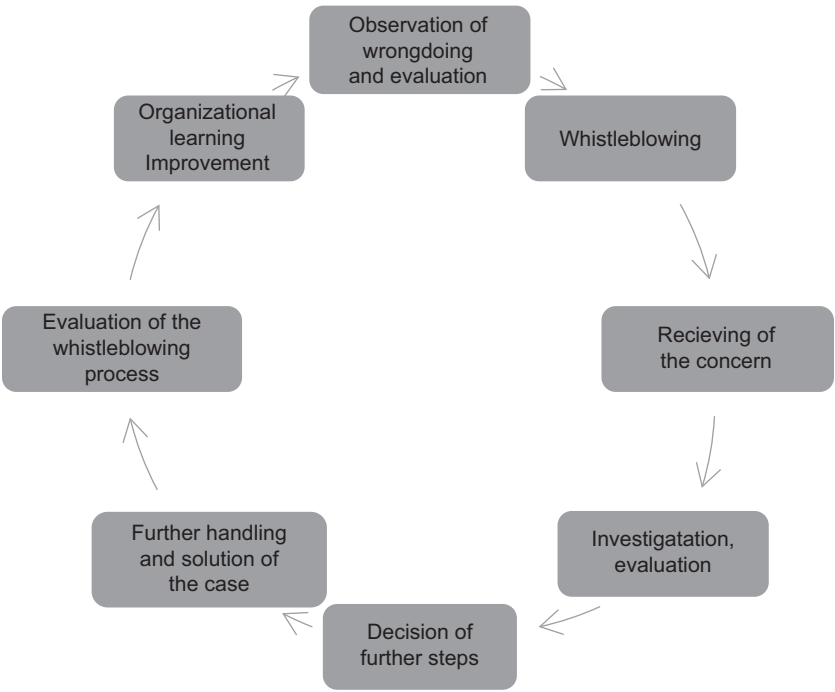 Observation of
wrongdoing
and evaluation
Whistleblowing
Recieving of
the concern
Investigatation,
evaluation
Decision of
further steps
Further handling
and solution of
the case
Evaluation of the
whistleblowing
process
Organizational
learning
Improvement